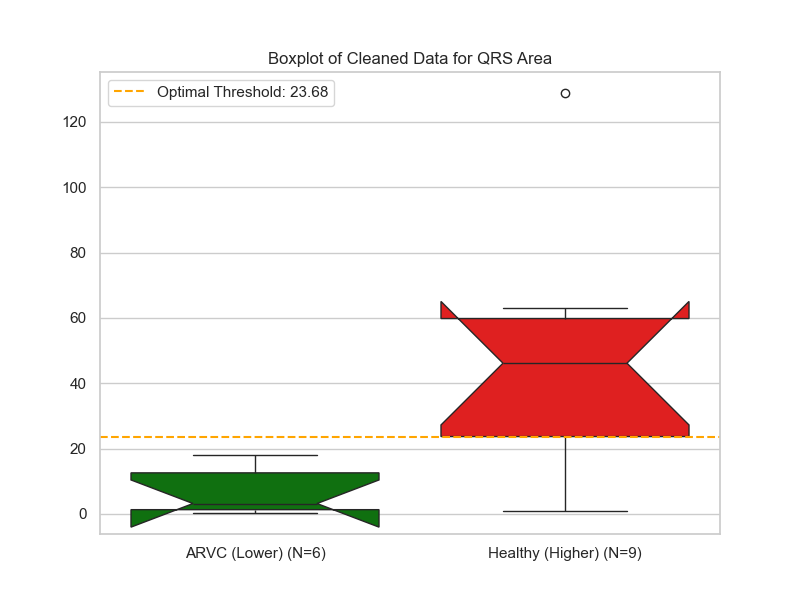 Boxplot of Cleaned Data for QRS Area
Optimal Threshold: 23.68
120
100
80
60
40
20
0
ARVC (Lower) (N=6)
Healthy (Higher) (N=9)